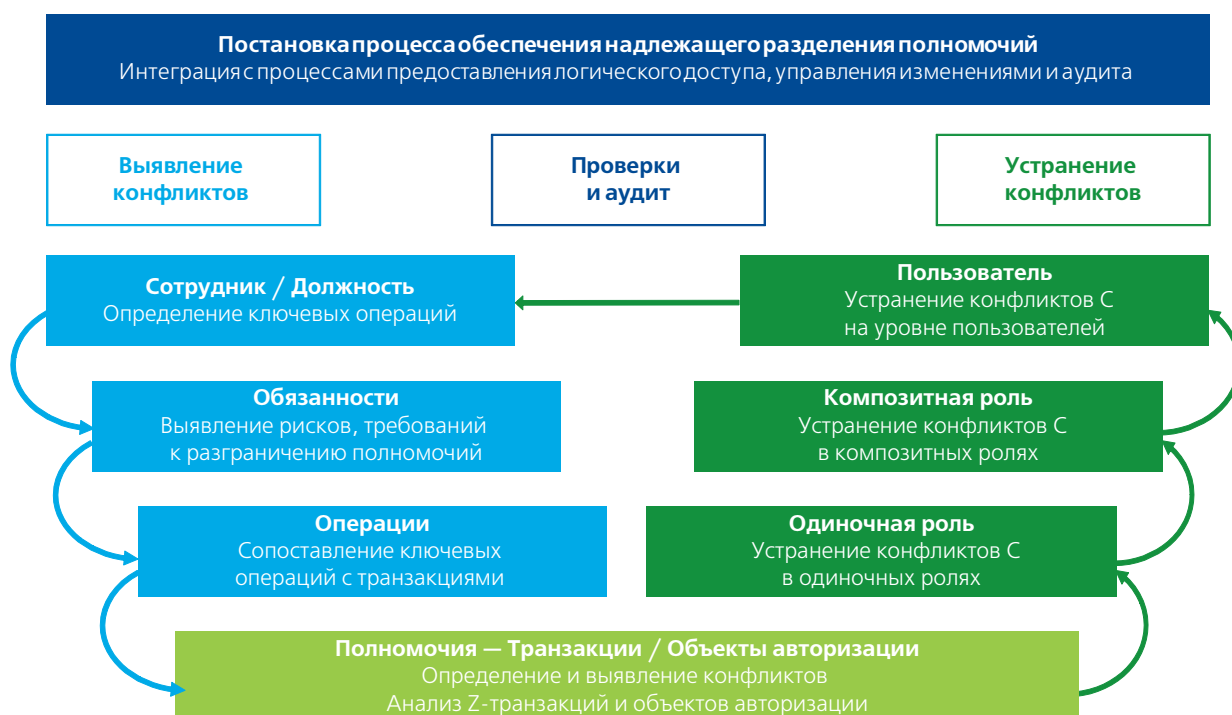 Постановка процесса обеспечения надлежащего разделения полномочий
Интеграция с процессами предоставления логического доступа, управления изменениями и аудита
Выявление
конфликтов
Проверки
и аудит
Устранение
конфликтов
Сотрудник / Должность
Определение ключевых операций
Пользователь
Устранение конфликтов С
на уровне пользователей
Обязанности
Выявление рисков, требований
к разграничению полномочий
Композитная роль
Устранение конфликтов С
в композитных ролях
Операции
Сопоставление ключевых
операций с транзакциями
Одиночная роль
Устранение конфликтов С
в одиночных ролях
Полномочия — Транзакции / Объекты авторизации
Определение и выявление конфликтов
Анализ Z-транзакций и объектов авторизации